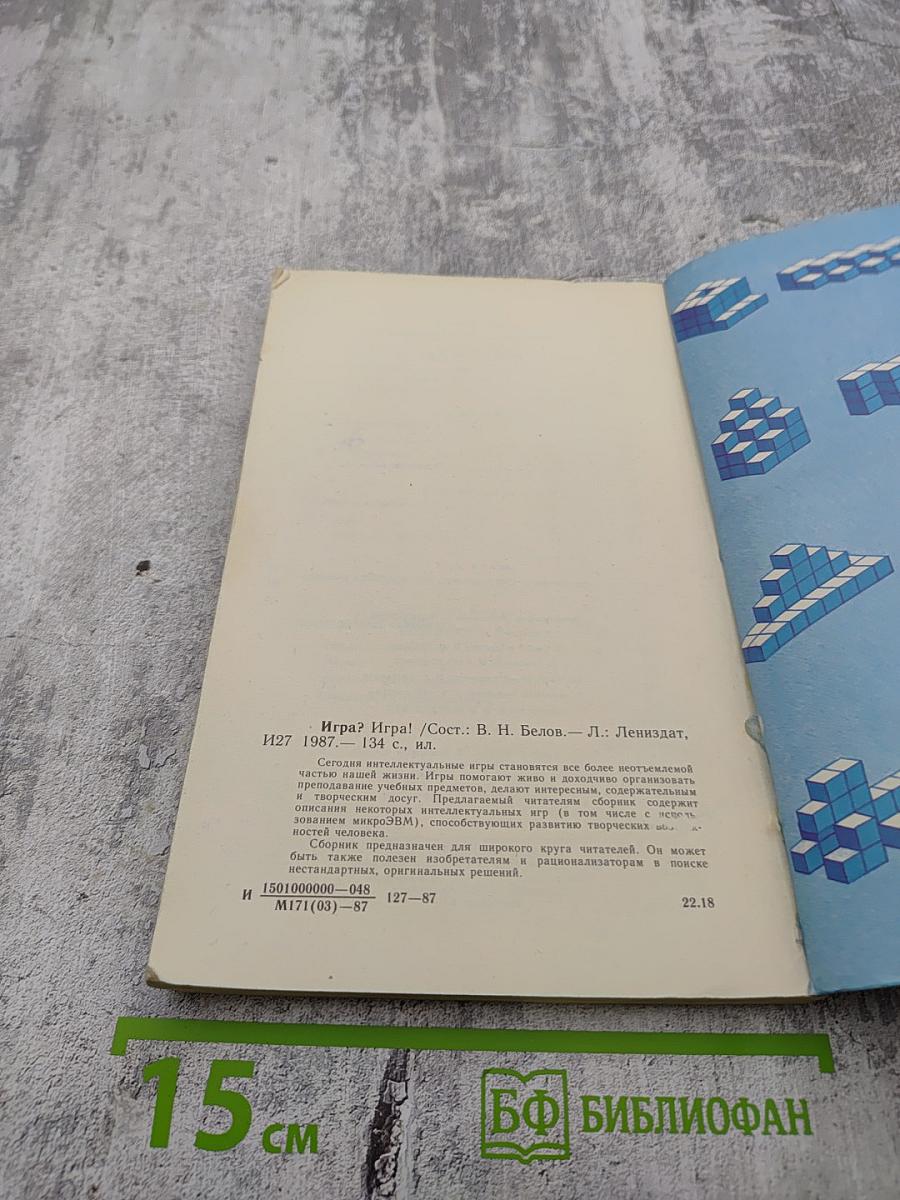 Игра? Игра! /Сост.: В. Н. Белов.— Л.: Лениздат,
И27 1987.— 134 с., ил.
Сегодня интеллектуальные игры становятся все более неотъемлемой
частью нашей жизни. Игры помогают живо и доходчиво организовать
преподавание учебных предметов, делают интересным, содержательным
и творческим досуг. Предлагаемый читателям сборник содержит
описания некоторых интеллектуальных игр (в том числе с исполь-
зованием микроЭВМ), способствующих развитию творческих
ностей человека.
Сборник предназначен для широкого круга читателей. Он может
быть также полезен изобретателям и рационализаторам в поиске
нестандартных, оригинальных решений.
И 1501000000—048
М171(03)—87 127—87
22.18
15 см
БФ БИБЛИОФАН